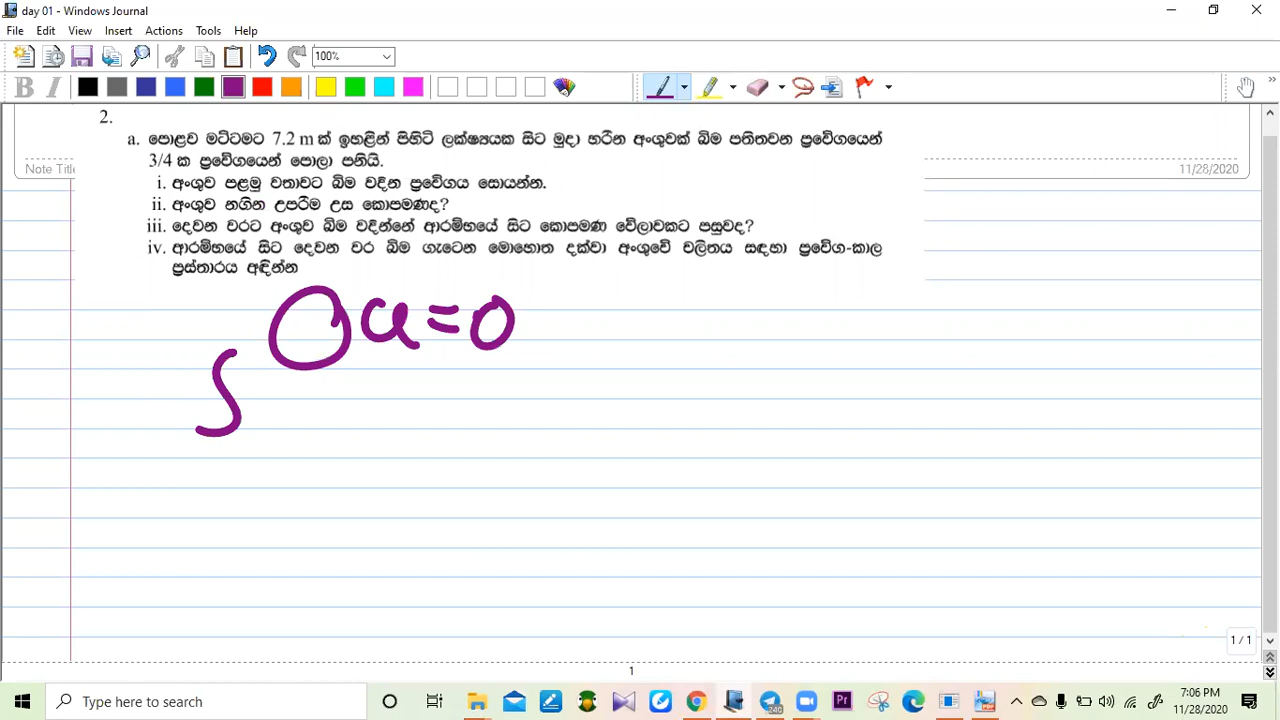 day 01 - Windows Journal
File Edit View Insert Actions Tools Help
100%
B I
2.
a. පොළව මට්ටමට 7.2 m ක් ඉහළින් පිහිටි ලක්ෂ්‍යයක සිට මුදා හරින අංශුවක් බිම පතිතවන ප්‍රවේගයෙන්
3/4 ක ප්‍රවේගයෙන් පොලා පනියි.
Note Title
11/28/2020
i. අංශුව පළමු වතාවට බිම වදින ප්‍රවේගය සොයන්න.
ii. අංශුව නගින උපරිම උස කොපමණද?
iii. දෙවන වරට අංශුව බිම වදින්නේ ආරම්භයේ සිට කොපමණ වේලාවකට පසුවද?
iv. ආරම්භයේ සිට දෙවන වර බිම ගැටෙන මොහොත දක්වා අංශුවේ චලිතය සඳහා ප්‍රවේග-කාල
ප්‍රස්තාරය අඳින්න
u=0
1 / 1
1
Type here to search
Pr
240
7:06 PM
11/28/2020